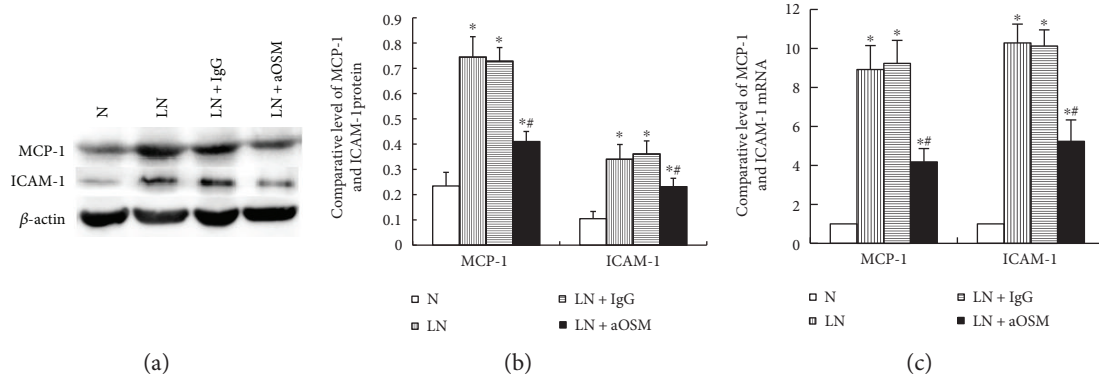 N
LN
LN + IgG
LN + aOSM
MCP-1
ICAM-1
β-actin
(a)
Comparative level of MCP-1
and ICAM-1protein
0.9
0.8
0.7
0.6
0.5
0.4
0.3
0.2
0.1
0
*
*
*#
*
*
*#
MCP-1
ICAM-1
N
LN + IgG
LN
LN + aOSM
(b)
Comparative level of MCP-1
and ICAM-1 mRNA
12
10
8
6
4
2
0
*
*
*#
*
*
*#
MCP-1
ICAM-1
N
LN + IgG
LN
LN + aOSM
(c)